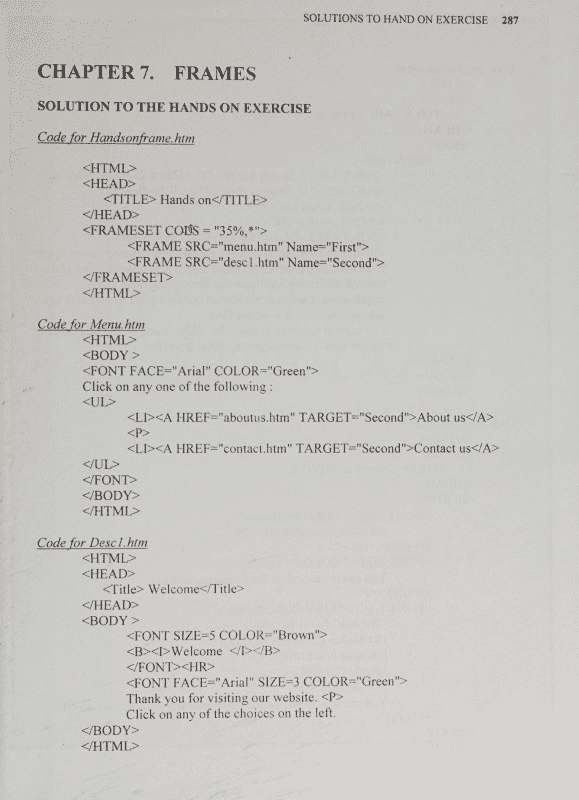 SOLUTIONS TO HAND ON EXERCISE 287
CHAPTER 7. FRAMES
SOLUTION TO THE HANDS ON EXERCISE
Code for Handsonframe.htm
<HTML>
<HEAD>
<TITLE> Hands on</TITLE>
</HEAD>
<FRAMESET COLS = "35%,*">
<FRAME SRC="menu.htm" Name="First">
<FRAME SRC="desc1.htm" Name="Second">
</FRAMESET>
</HTML>
Code for Menu.htm
<HTML>
<BODY >
<FONT FACE="Arial" COLOR="Green">
Click on any one of the following :
<UL>
<LI><A HREF="aboutus.htm" TARGET="Second">About us</A>
<P>
<LI><A HREF="contact.htm" TARGET="Second">Contact us</A>
</UL>
</FONT>
</BODY>
</HTML>
Code for Desc1.htm
<HTML>
<HEAD>
<Title> Welcome</Title>
</HEAD>
<BODY >
<FONT SIZE=5 COLOR="Brown">
<B><I>Welcome </I></B>
</FONT><HR>
<FONT FACE="Arial" SIZE=3 COLOR="Green">
Thank you for visiting our website. <P>
Click on any of the choices on the left.
</BODY>
</HTML>